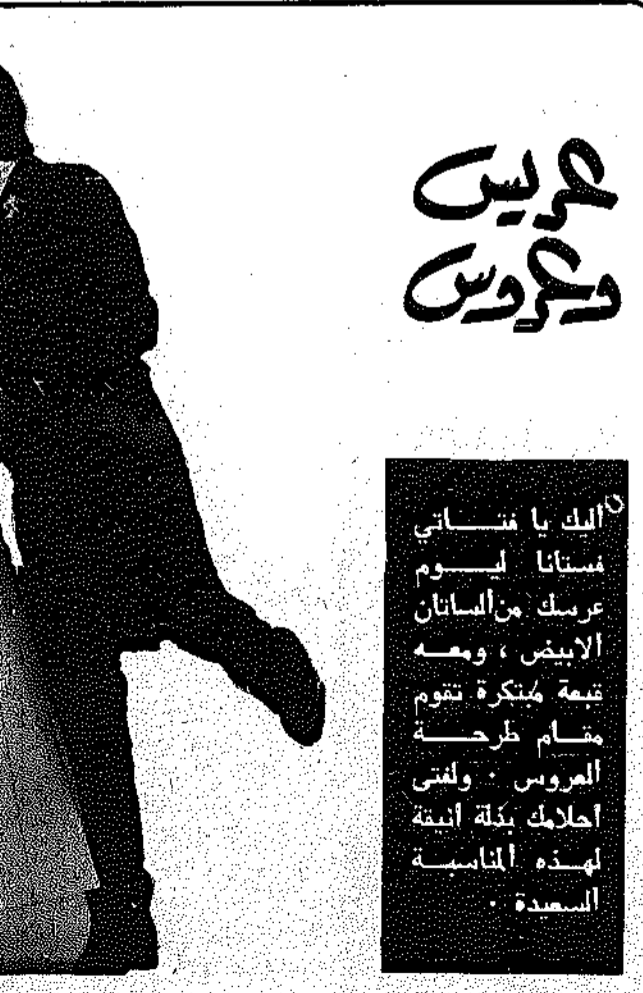 عريس
وعروس
اليك يا فتاتي
فستانا ليوم
عرسك من الساتان
الابيض ، ومعه
قبعة مبتكرة تقوم
مقام طرحة
العروس . ولفتى
أحلامك بذلة أنيقة
لهذه المناسبة
السعيدة .